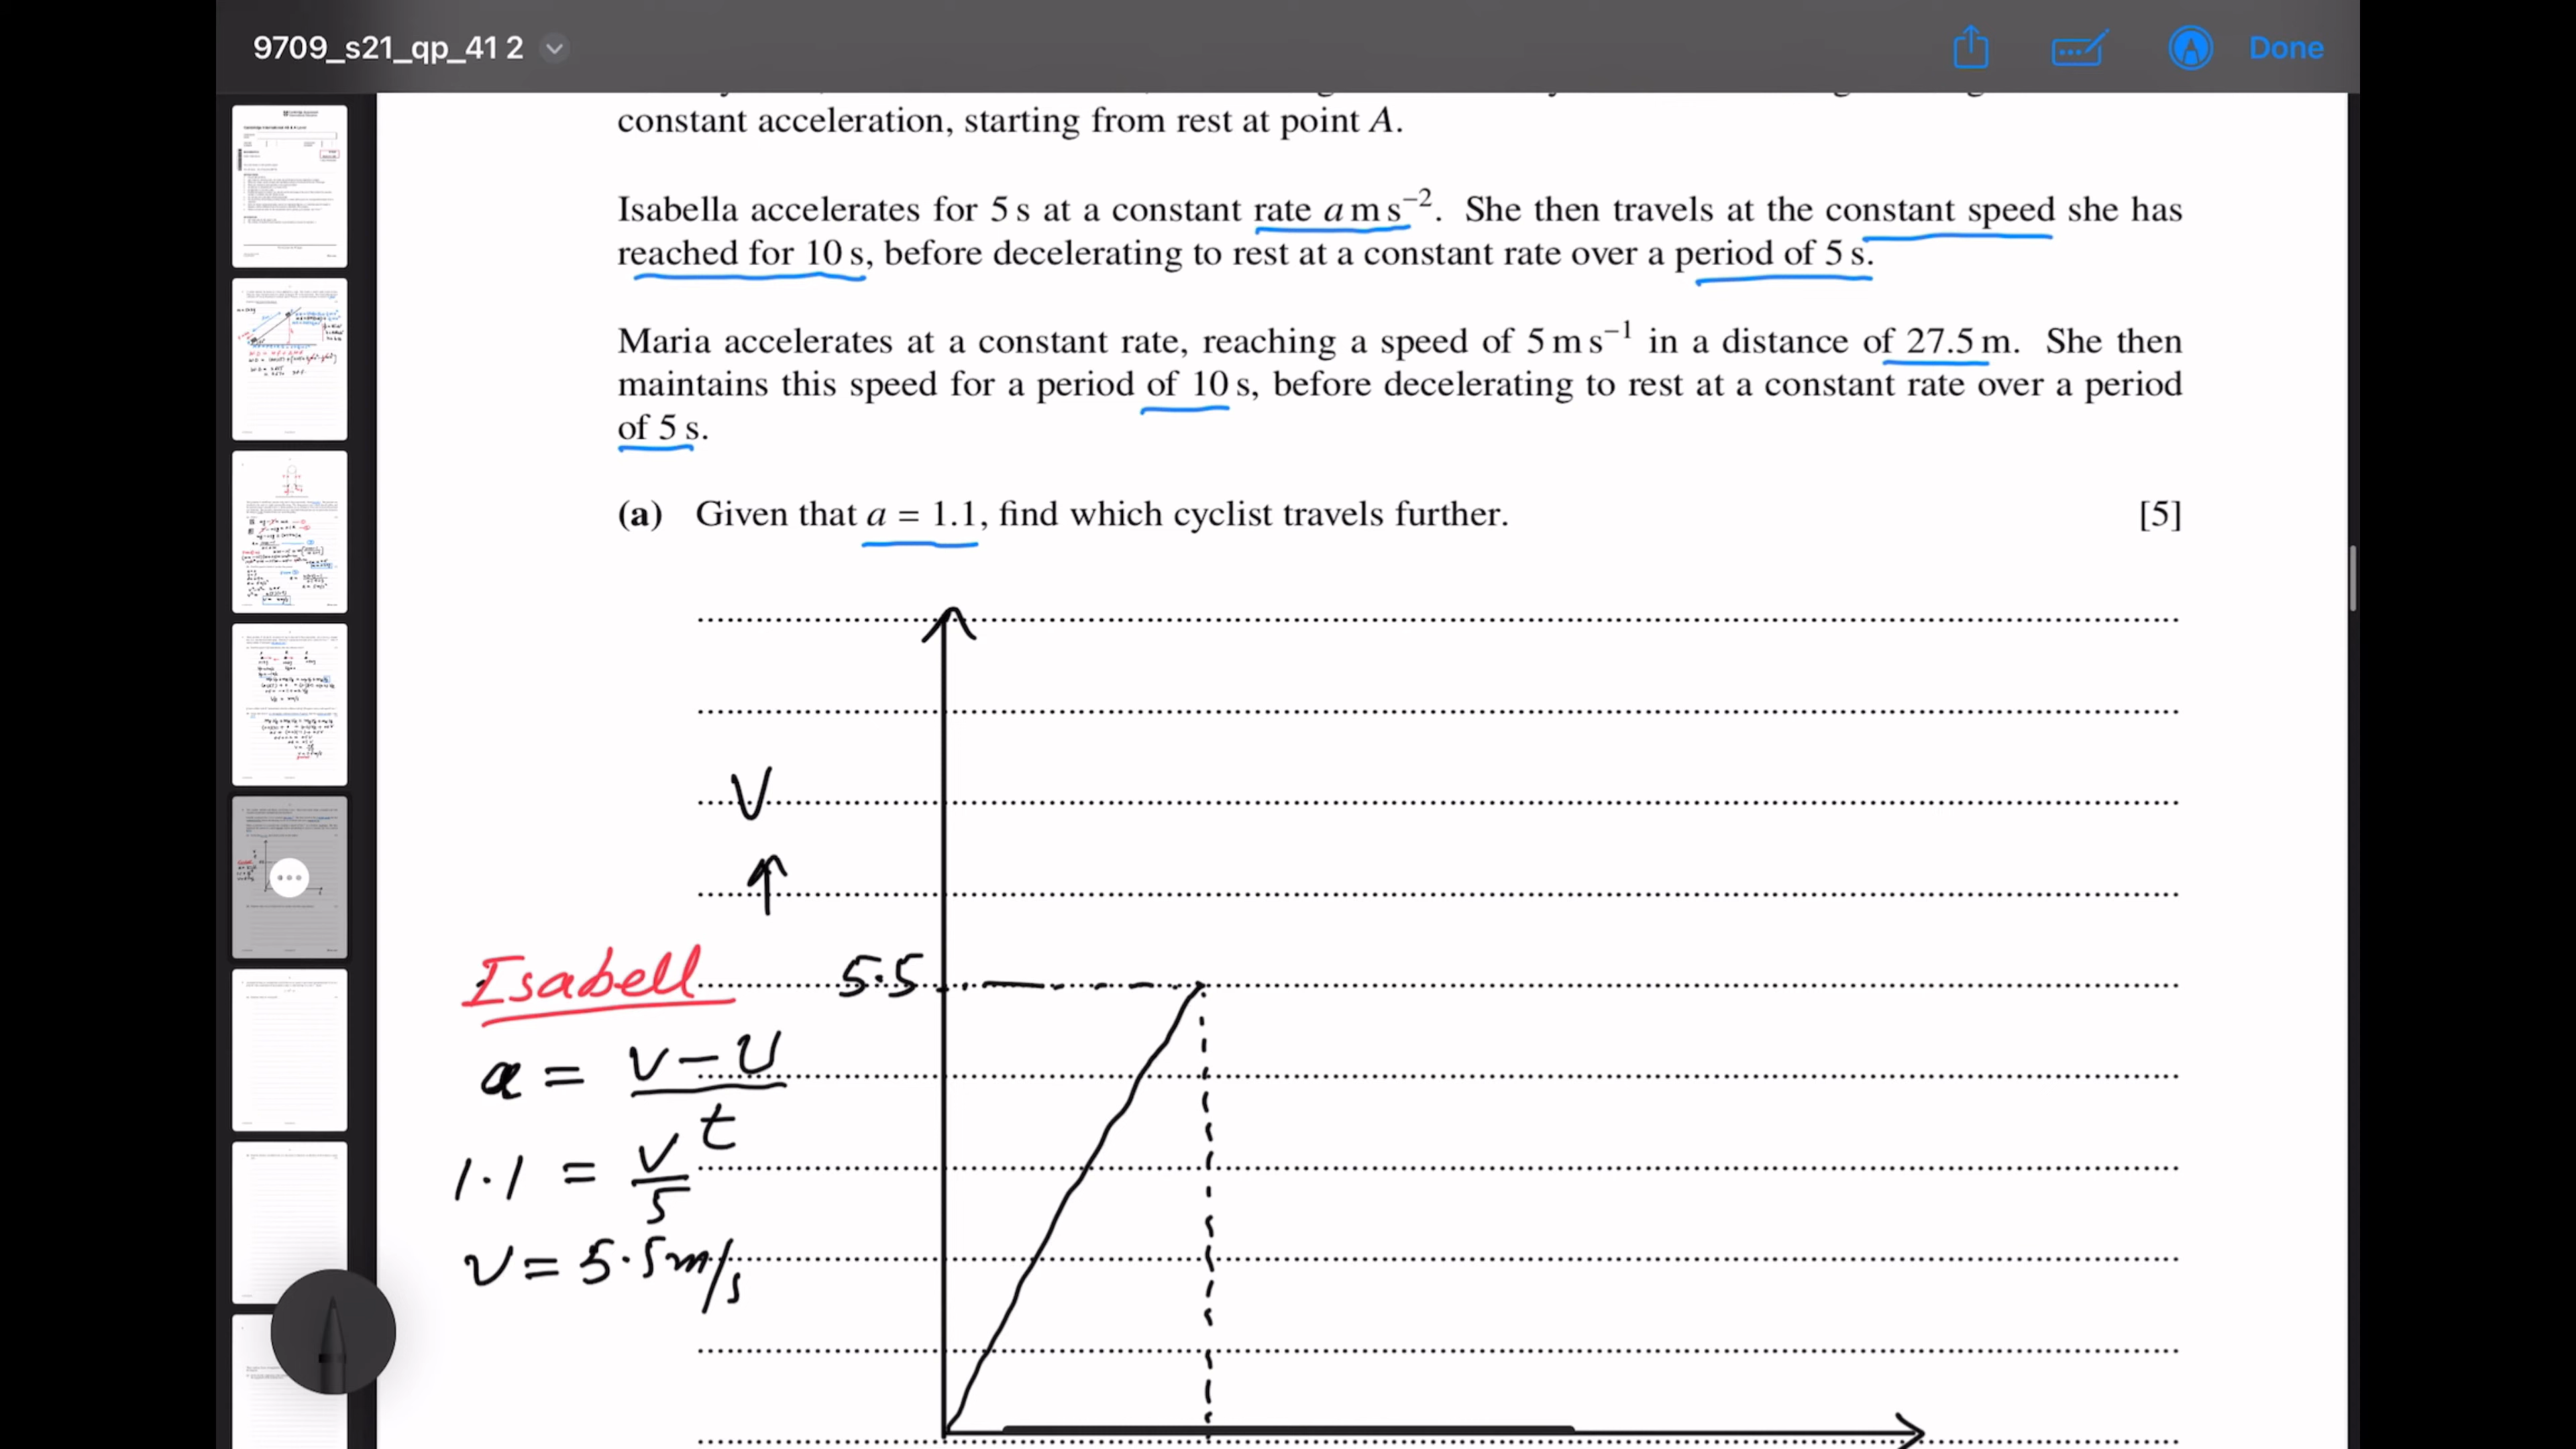 9709_s21_qp_41 2
Done
constant acceleration, starting from rest at point A.
Isabella accelerates for 5 s at a constant rate a m s⁻². She then travels at the constant speed she has
reached for 10 s, before decelerating to rest at a constant rate over a period of 5 s.
Maria accelerates at a constant rate, reaching a speed of 5 m s⁻¹ in a distance of 27.5 m. She then
maintains this speed for a period of 10 s, before decelerating to rest at a constant rate over a period
of 5 s.
(a) Given that a = 1.1, find which cyclist travels further. [5]
V
Isabell
5.5
a = (v - u)/t
1.1 = v/5
v = 5.5 m/s